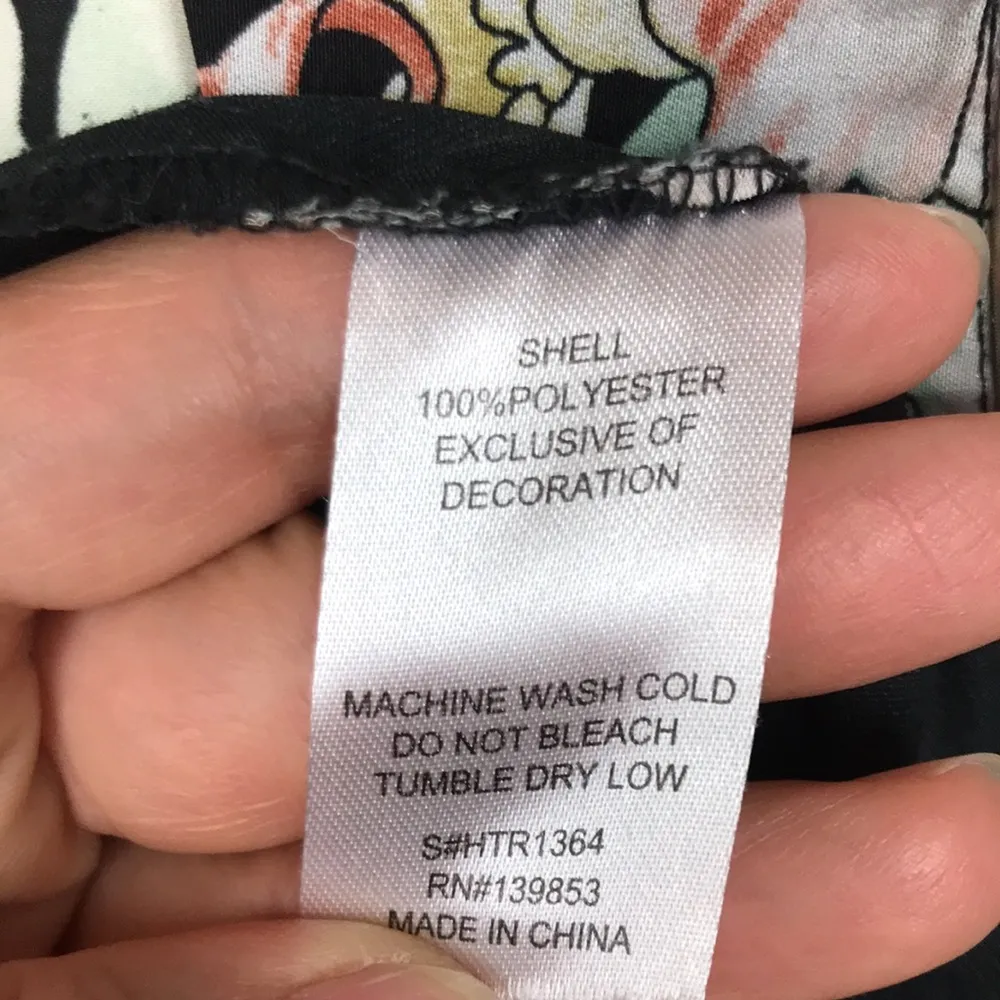 SHELL
100%POLYESTER
EXCLUSIVE OF
DECORATION
MACHINE WASH COLD
DO NOT BLEACH
TUMBLE DRY LOW
S#HTR1364
RN#139853
MADE IN CHINA